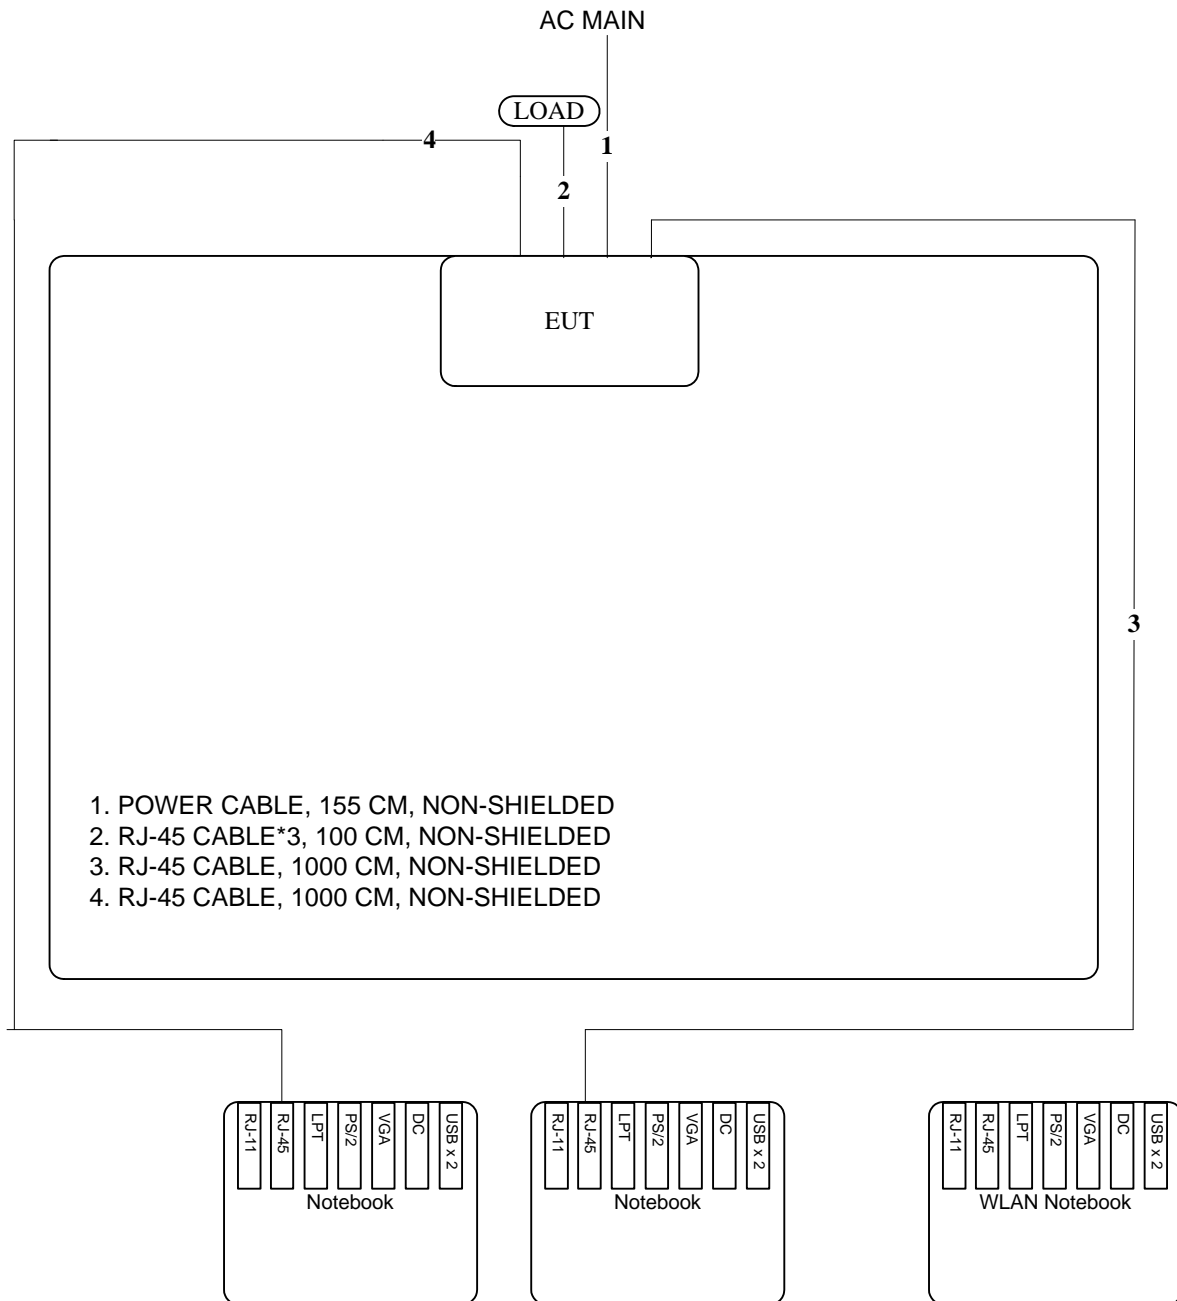 AC MAIN
LOAD
4
1
2
EUT
3
1. POWER CABLE, 155 CM, NON-SHIELDED
2. RJ-45 CABLE*3, 100 CM, NON-SHIELDED
3. RJ-45 CABLE, 1000 CM, NON-SHIELDED
4. RJ-45 CABLE, 1000 CM, NON-SHIELDED
RJ-11
RJ-45
LPT
PS/2
VGA
DC
USB x 2
Notebook
RJ-11
RJ-45
LPT
PS/2
VGA
DC
USB x 2
Notebook
RJ-11
RJ-45
LPT
PS/2
VGA
DC
USB x 2
WLAN Notebook